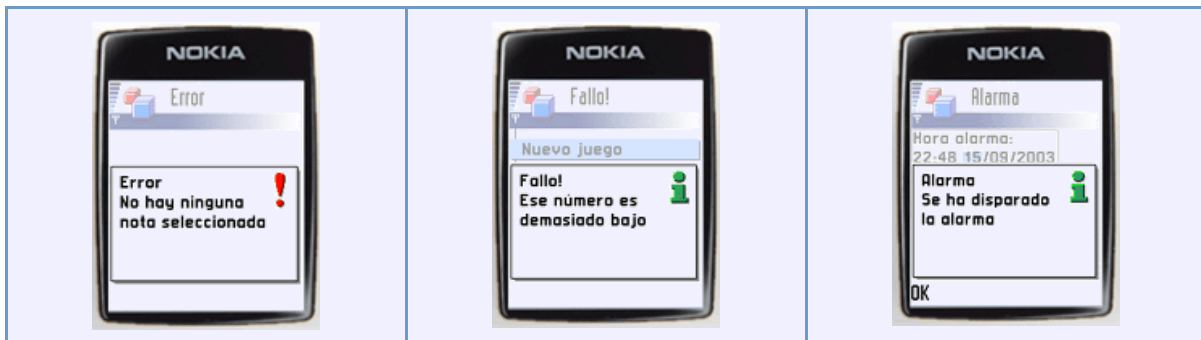 NOKIA
Error
Error
No hay ninguna
nota seleccionada
NOKIA
Fallo!
Nuevo juego
Fallo!
Ese número es
demasiado bajo
NOKIA
Alarma
Hora alarma:
22:48 15/09/2003
Alarma
Se ha disparado
la alarma
OK